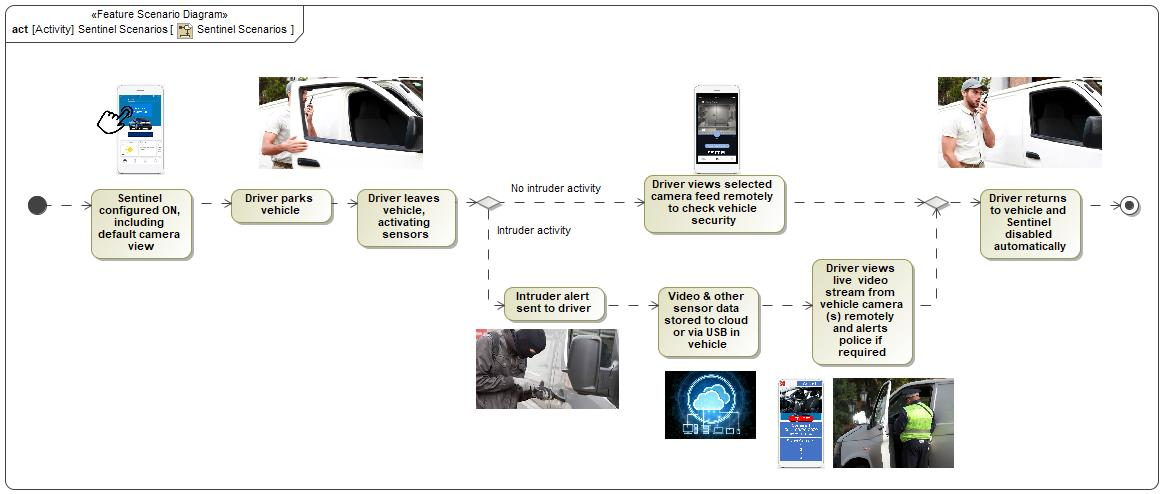 «Feature Scenario Diagram»
act [Activity] Sentinel Scenarios [ Sentinel Scenarios ]
Sentinel
configured ON,
including
default camera
view
Driver parks
vehicle
Driver leaves
vehicle,
activating
sensors
No intruder activity
Intruder activity
Driver views selected
camera feed remotely
to check vehicle
security
Driver returns
to vehicle and
Sentinel
disabled
automatically
Intruder alert
sent to driver
Video & other
sensor data
stored to cloud
or via USB in
vehicle
Driver views
live video
stream from
vehicle camera
(s) remotely
and alerts
police if
required